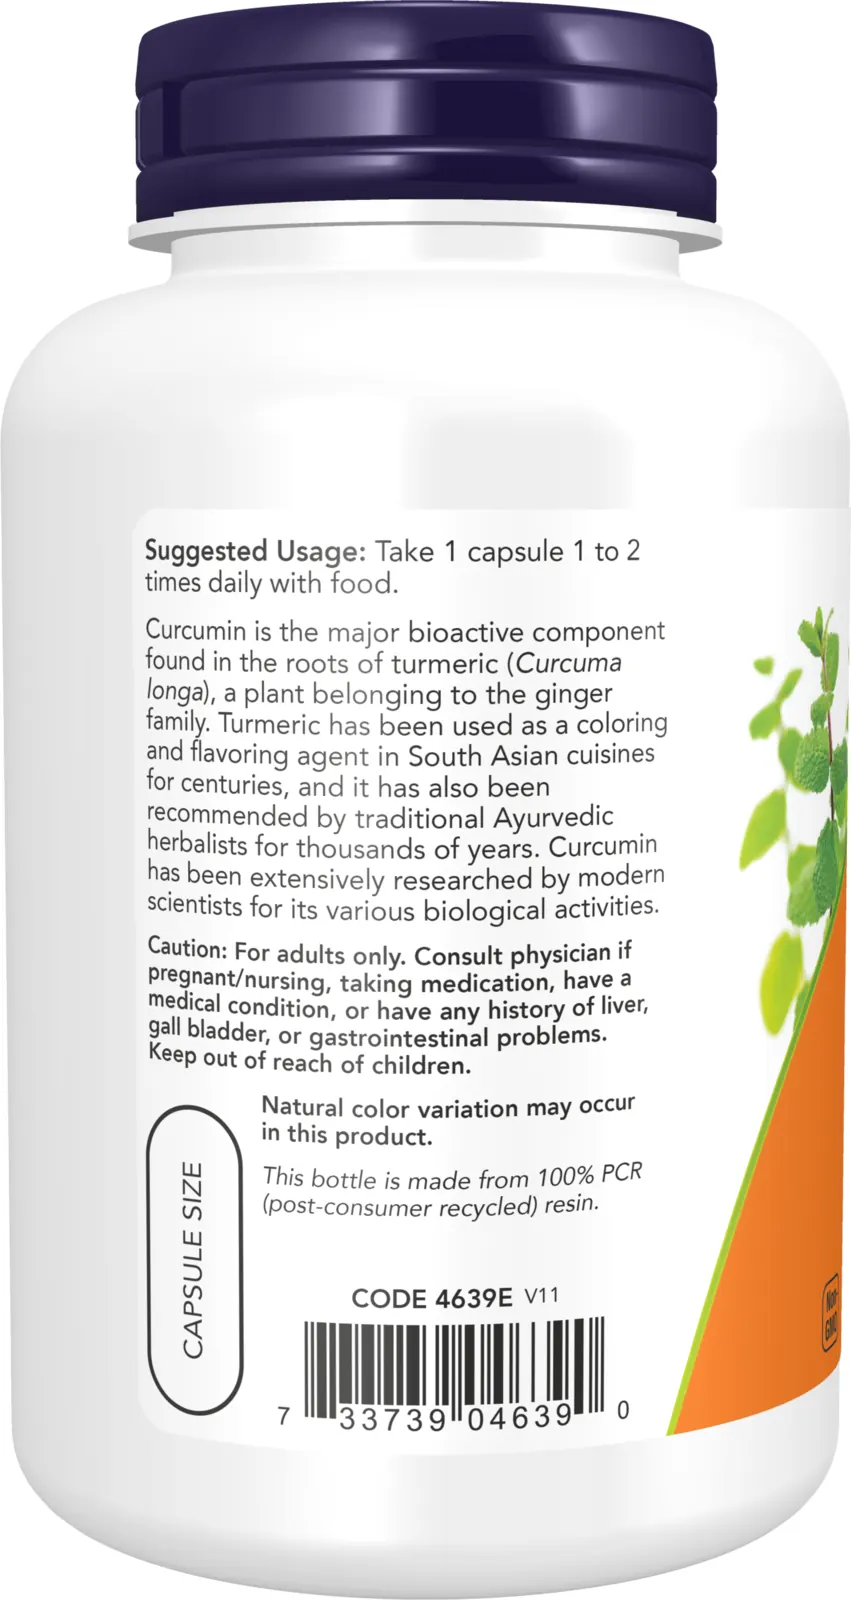 Suggested Usage: Take 1 capsule 1 to 2
times daily with food.
Curcumin is the major bioactive component
found in the roots of turmeric (Curcuma
longa), a plant belonging to the ginger
family. Turmeric has been used as a coloring
and flavoring agent in South Asian cuisines
for centuries, and it has also been
recommended by traditional Ayurvedic
herbalists for thousands of years. Curcumin
has been extensively researched by modern
scientists for its various biological activities.
Caution: For adults only. Consult physician if
pregnant/nursing, taking medication, have a
medical condition, or have any history of liver,
gall bladder, or gastrointestinal problems.
Keep out of reach of children.
Natural color variation may occur
in this product.
This bottle is made from 100% PCR
(post-consumer recycled) resin.
CAPSULE SIZE
CODE 4639E V11
7 33739 04639 0
Non-
GMO